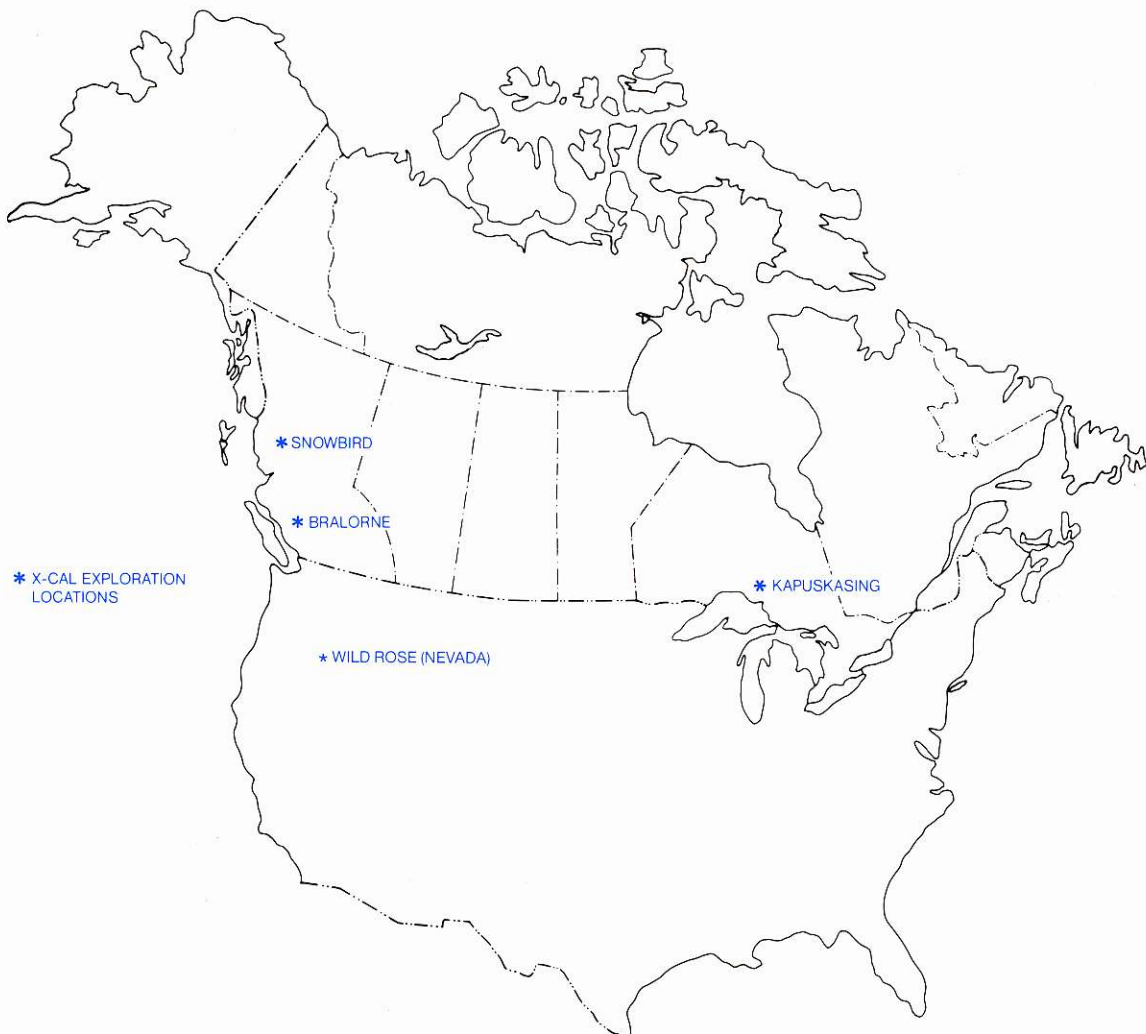 * SNOWBIRD
* BRALORNE
* X-CAL EXPLORATION
LOCATIONS
* KAPUSKASING
* WILD ROSE (NEVADA)